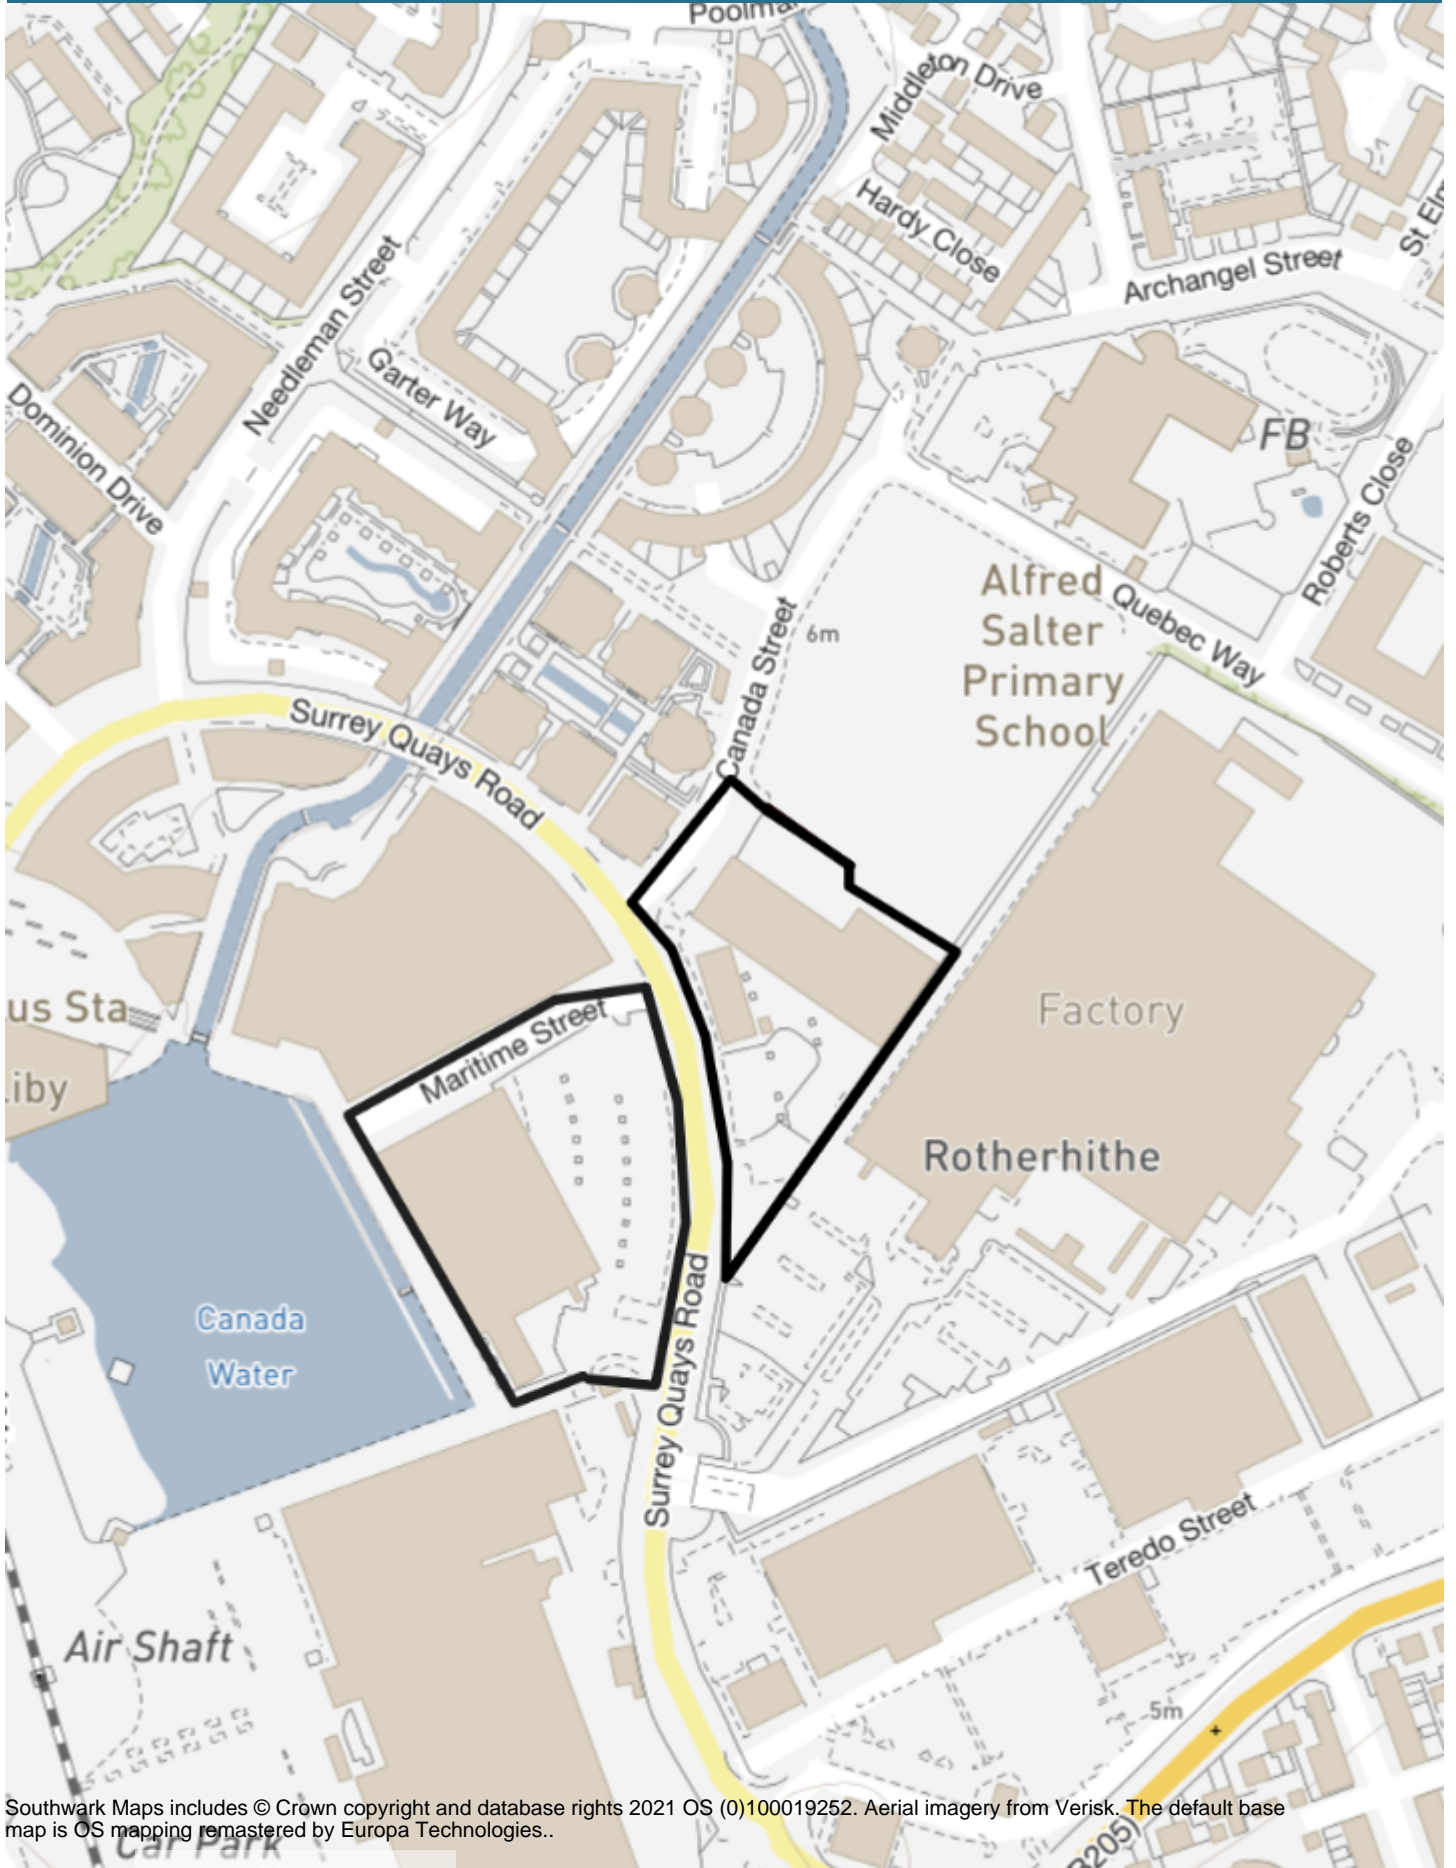 Poolma
Middleton Drive
Hardy Close
St Elm
Archangel Street
Needleman Street
Garter Way
Dominion Drive
FB
Roberts Close
Alfred
Salter
Primary
School
Quebec Way
6m
Canada Street
Surrey Quays Road
us Sta
iby
Maritime Street
Factory
Rotherhithe
Canada
Water
Surrey Quays Road
Teredo Street
Air Shaft
5m
Southwark Maps includes © Crown copyright and database rights 2021 OS (0)100019252. Aerial imagery from Verisk. The default base
map is OS mapping remastered by Europa Technologies..
Car Park
B205)